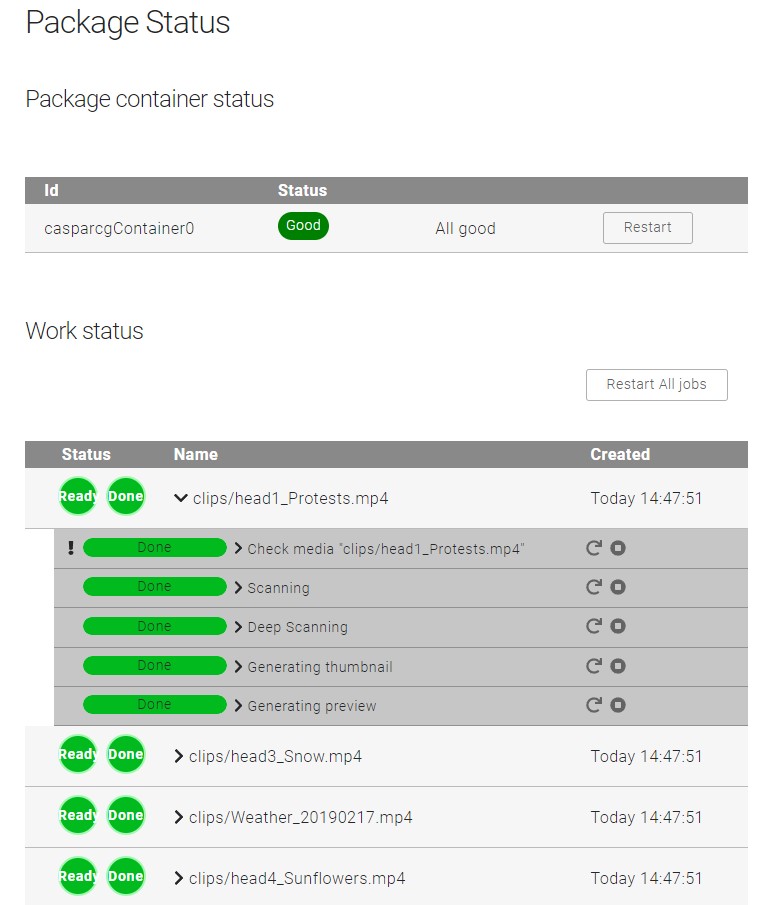 Package Status
Package container status
Id Status
casparcgContainer0 Good All good Restart
Work status
Restart All jobs
Status Name Created
Ready Done clips/head1_Protests.mp4 Today 14:47:51
! Done Check media "clips/head1_Protests.mp4"
Done Scanning
Done Deep Scanning
Done Generating thumbnail
Done Generating preview
Ready Done clips/head3_Snow.mp4 Today 14:47:51
Ready Done clips/Weather_20190217.mp4 Today 14:47:51
Ready Done clips/head4_Sunflowers.mp4 Today 14:47:51